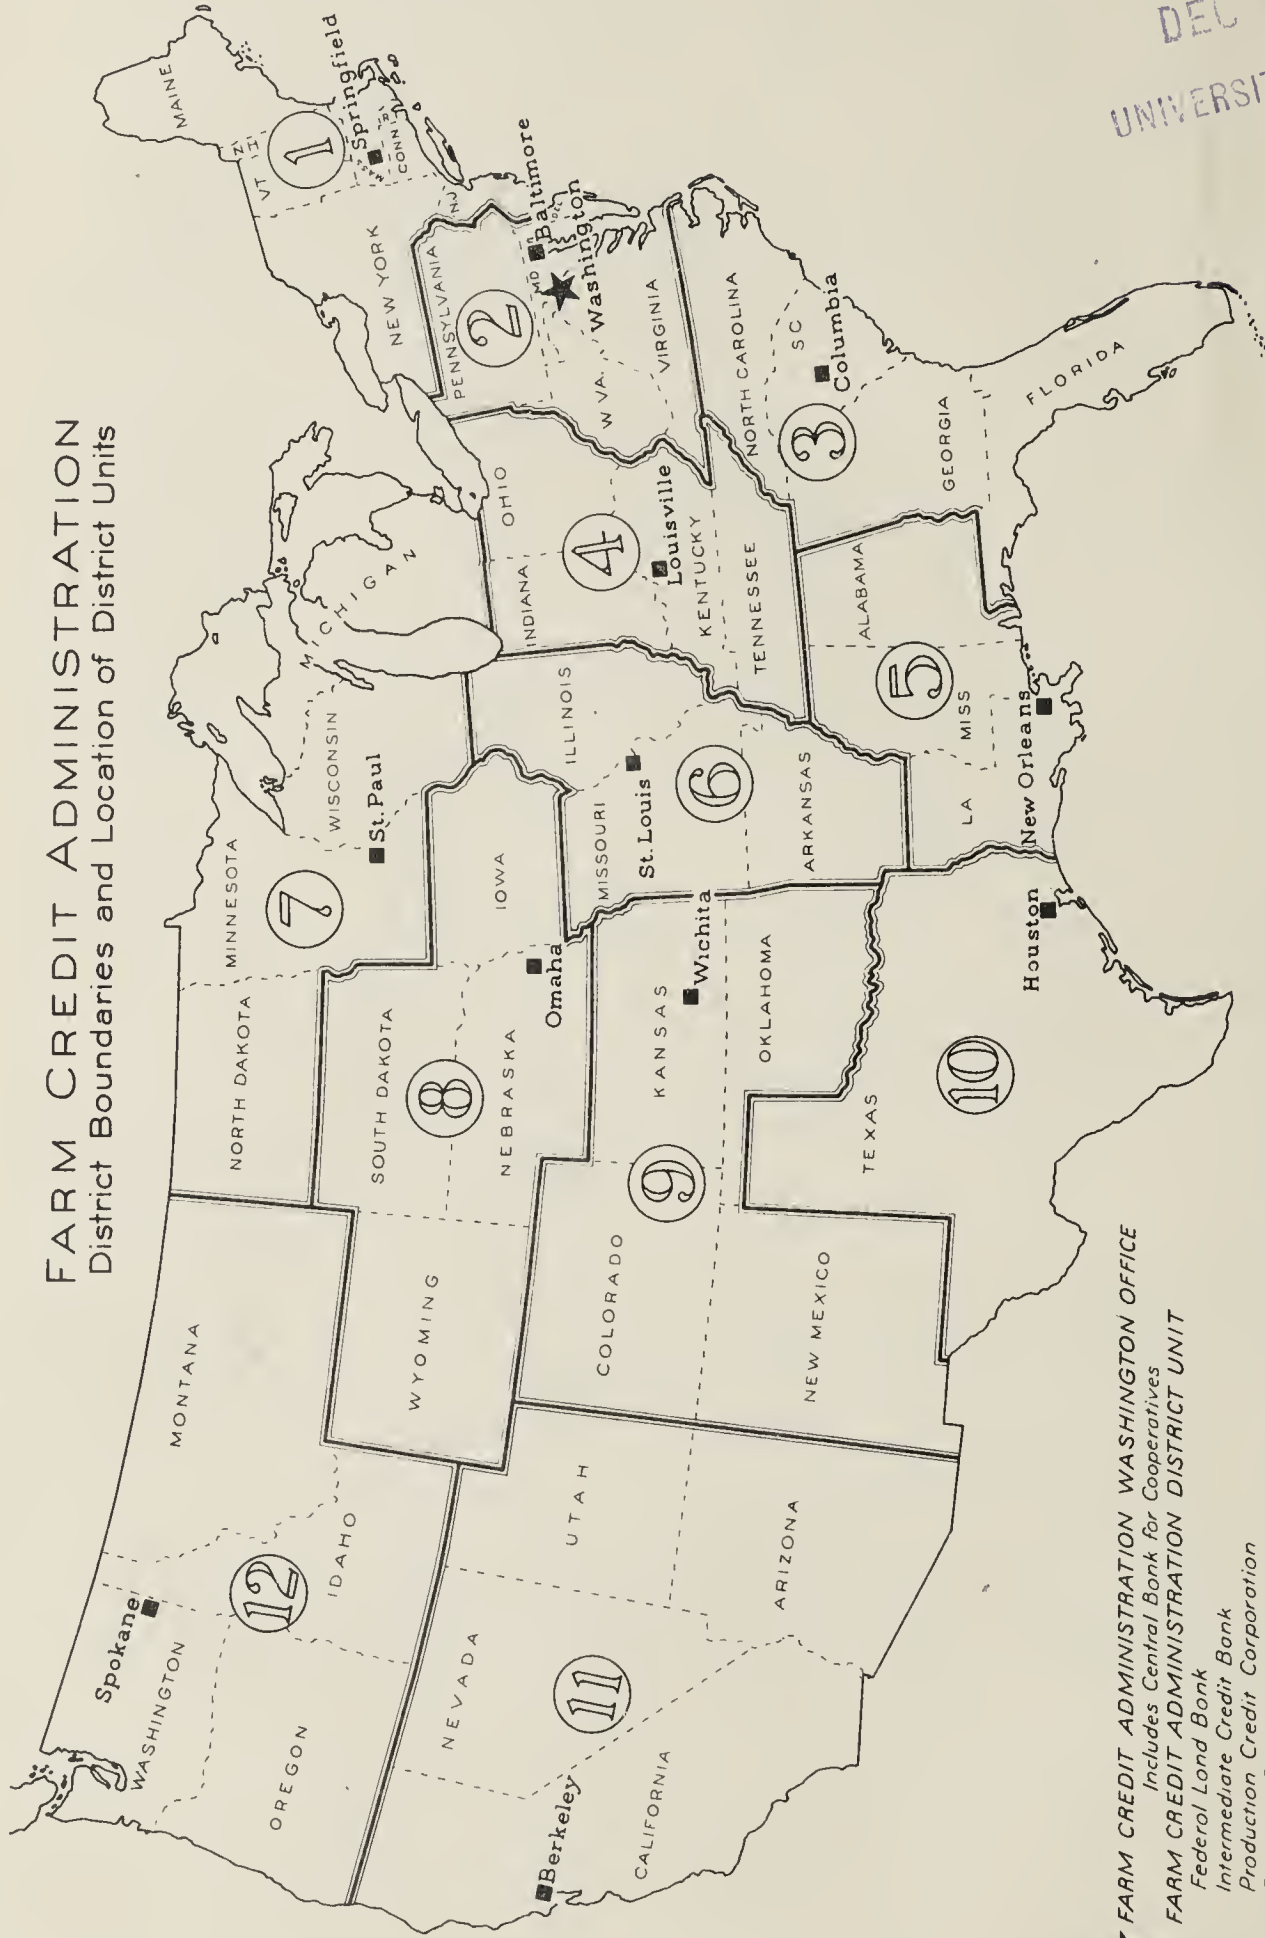 FARM CREDIT ADMINISTRATION
District Boundaries and Location of District Units
DEC
UNIVERSIT
WASHINGTON
Spokane
OREGON
12
IDAHO
MONTANA
NEVADA
11
Berkeley
CALIFORNIA
UTAH
ARIZONA
WYOMING
COLORADO
9
NEW MEXICO
NORTH DAKOTA
SOUTH DAKOTA
8
NEBRASKA
Omaha
KANSAS
Wichita
OKLAHOMA
TEXAS
10
Houston
MINNESOTA
7
St. Paul
WISCONSIN
MICHIGAN
IOWA
ILLINOIS
MISSOURI
St. Louis
6
ARKANSAS
LA
MISS
5
ALABAMA
New Orleans
INDIANA
OHIO
4
Louisville
KENTUCKY
TENNESSEE
MAINE
VT
1
Springfield
CONN
NEW YORK
NJ
PENNSYLVANIA
2
MD
Baltimore
Washington
W VA.
VIRGINIA
NORTH CAROLINA
SC
Columbia
3
GEORGIA
FLORIDA
FARM CREDIT ADMINISTRATION WASHINGTON OFFICE
Includes Central Bank for Cooperatives
FARM CREDIT ADMINISTRATION DISTRICT UNIT
Federal Land Bank
Intermediate Credit Bank
Production Credit Corporation